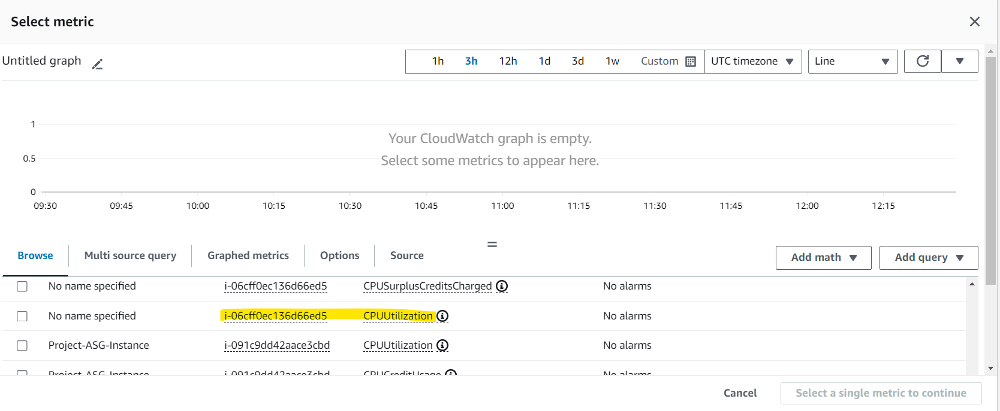 Select metric
Untitled graph
1h 3h 12h 1d 3d 1w Custom UTC timezone Line
1
0.5
0
Your CloudWatch graph is empty.
Select some metrics to appear here.
09:30 09:45 10:00 10:15 10:30 10:45 11:00 11:15 11:30 11:45 12:00 12:15
Browse Multi source query Graphed metrics Options Source Add math Add query
No name specified i-06cff0ec136d66ed5 CPUSurplusCreditsCharged No alarms
No name specified i-06cff0ec136d66ed5 CPUUtilization No alarms
Project-ASG-Instance i-091c9dd42aace3cbd CPUUtilization No alarms
Project-ASG-Instance i-091c9dd42aace3cbd CPUCreditUsage No alarms
Cancel Select a single metric to continue